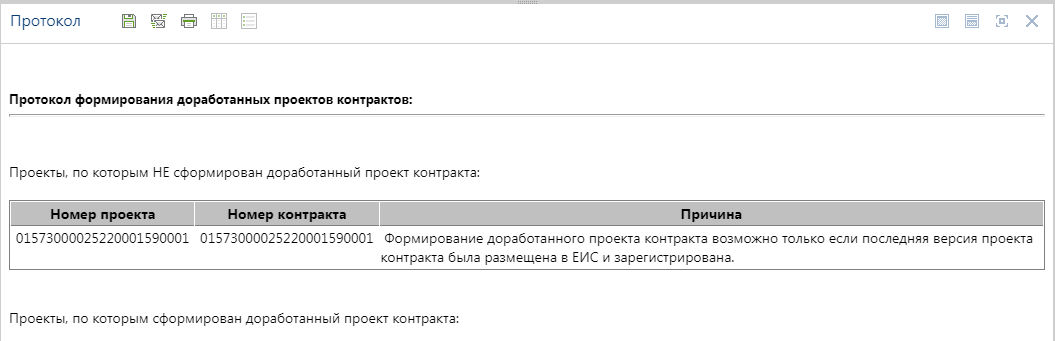 Протокол
Протокол формирования доработанных проектов контрактов:
Проекты, по которым НЕ сформирован доработанный проект контракта:
Номер проекта Номер контракта Причина
01573000025220001590001 01573000025220001590001 Формирование доработанного проекта контракта возможно только если последняя версия проекта
контракта была размещена в ЕИС и зарегистрирована.
Проекты, по которым сформирован доработанный проект контракта: